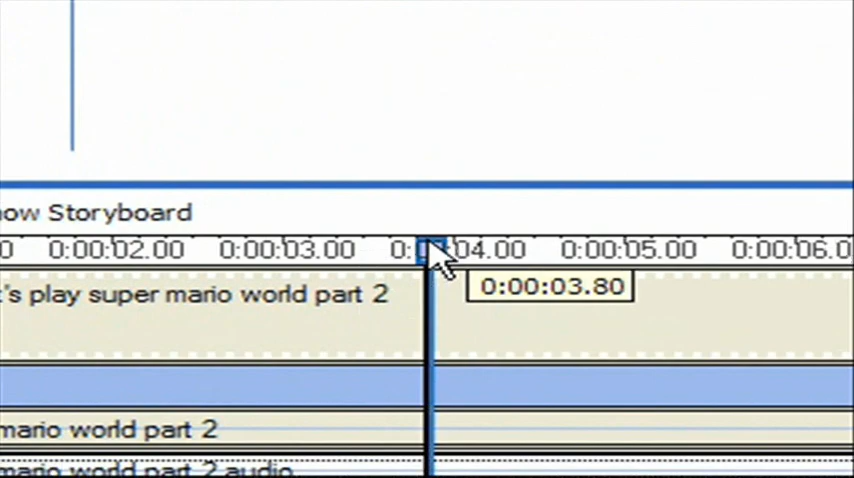 ow Storyboard
0 0:00:02.00 0:00:03.00 0: 04.00 0:00:05.00 0:00:06.0
0:00:03.80
's play super mario world part 2
mario world part 2
mario world part 2 audio